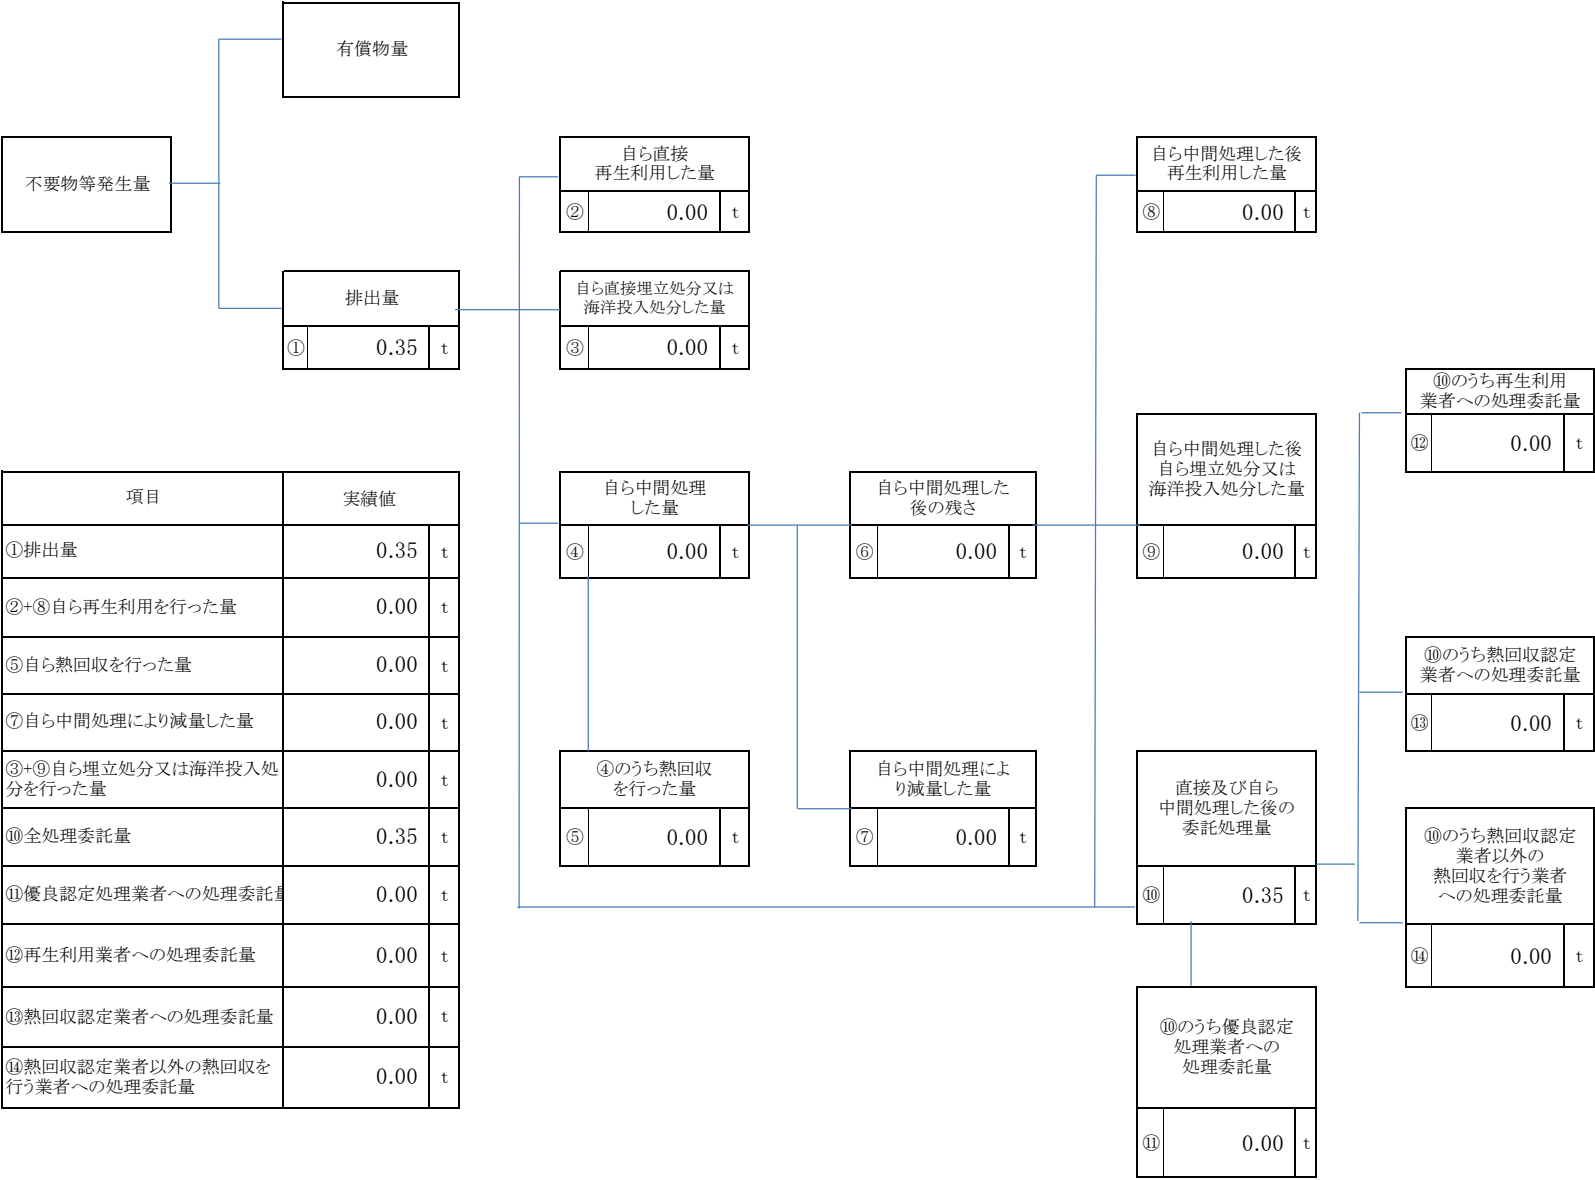 有償物量
不要物等発生量
排出量
① 0.35 t
自ら直接
再生利用した量
② 0.00 t
自ら直接埋立処分又は
海洋投入処分した量
③ 0.00 t
自ら中間処理
した量
④ 0.00 t
④のうち熱回収
を行った量
⑤ 0.00 t
自ら中間処理した
後の残さ
⑥ 0.00 t
自ら中間処理によ
り減量した量
⑦ 0.00 t
自ら中間処理した後
再生利用した量
⑧ 0.00 t
自ら中間処理した後
自ら埋立処分又は
海洋投入処分した量
⑨ 0.00 t
直接及び自ら
中間処理した後の
委託処理量
⑩ 0.35 t
⑩のうち優良認定
処理業者への
処理委託量
⑪ 0.00 t
⑩のうち再生利用
業者への処理委託量
⑫ 0.00 t
⑩のうち熱回収認定
業者への処理委託量
⑬ 0.00 t
⑩のうち熱回収認定
業者以外の
熱回収を行う業者
への処理委託量
⑭ 0.00 t
項目 実績値
①排出量 0.35 t
②+⑧自ら再生利用を行った量 0.00 t
⑤自ら熱回収を行った量 0.00 t
⑦自ら中間処理により減量した量 0.00 t
③+⑨自ら埋立処分又は海洋投入処
分を行った量 0.00 t
⑩全処理委託量 0.35 t
⑪優良認定処理業者への処理委託量 0.00 t
⑫再生利用業者への処理委託量 0.00 t
⑬熱回収認定業者への処理委託量 0.00 t
⑭熱回収認定業者以外の熱回収を
行う業者への処理委託量 0.00 t